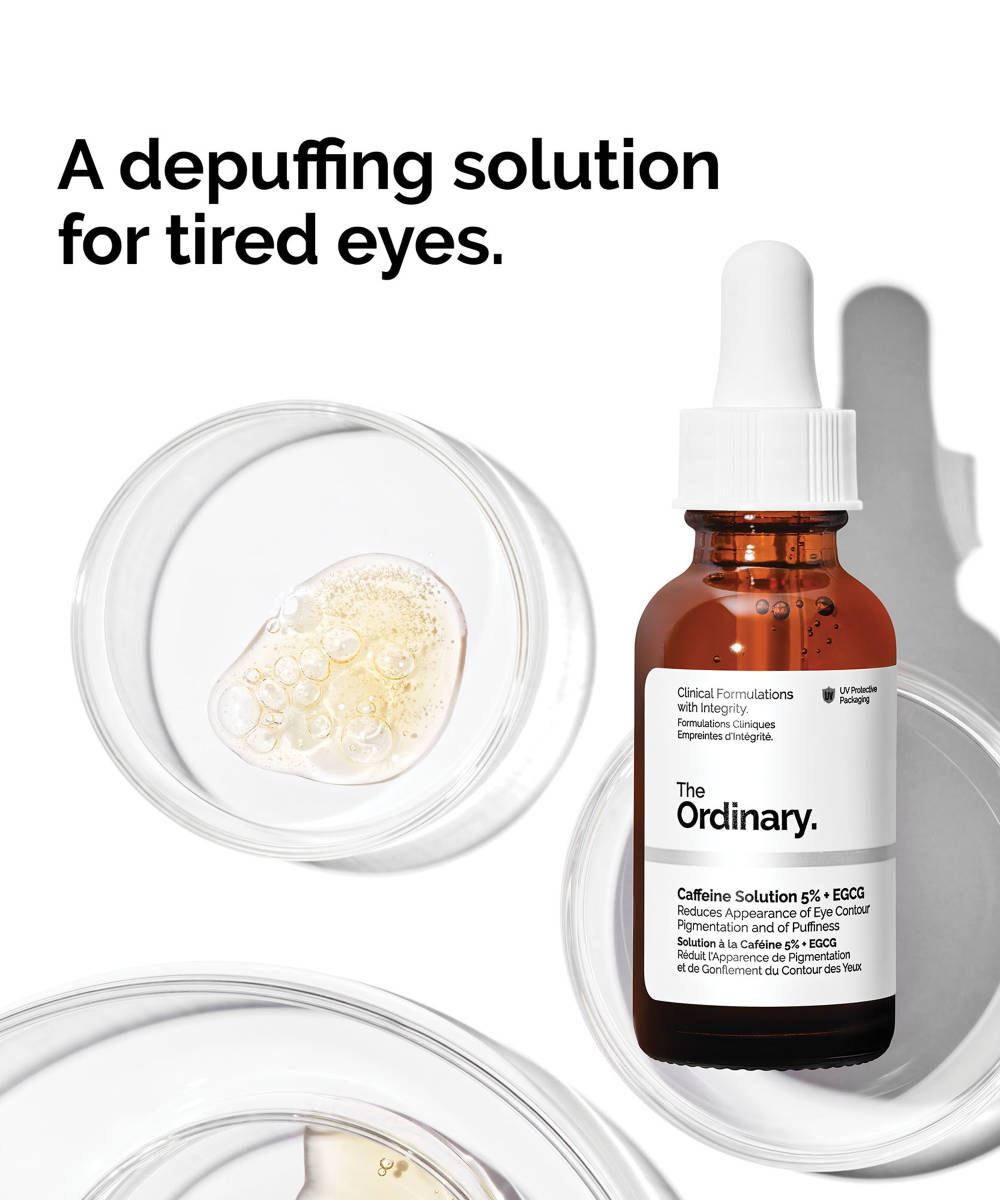 A depuffing solution
for tired eyes.
Clinical Formulations
with Integrity.
Formulations Cliniques
Empreintes d'Intégrité.
UV
UV Protective
Packaging
The
Ordinary.
Caffeine Solution 5% + EGCG
Reduces Appearance of Eye Contour
Pigmentation and of Puffiness
Solution à la Caféine 5% + EGCG
Réduit l'Apparence de Pigmentation
et de Gonflement du Contour des Yeux